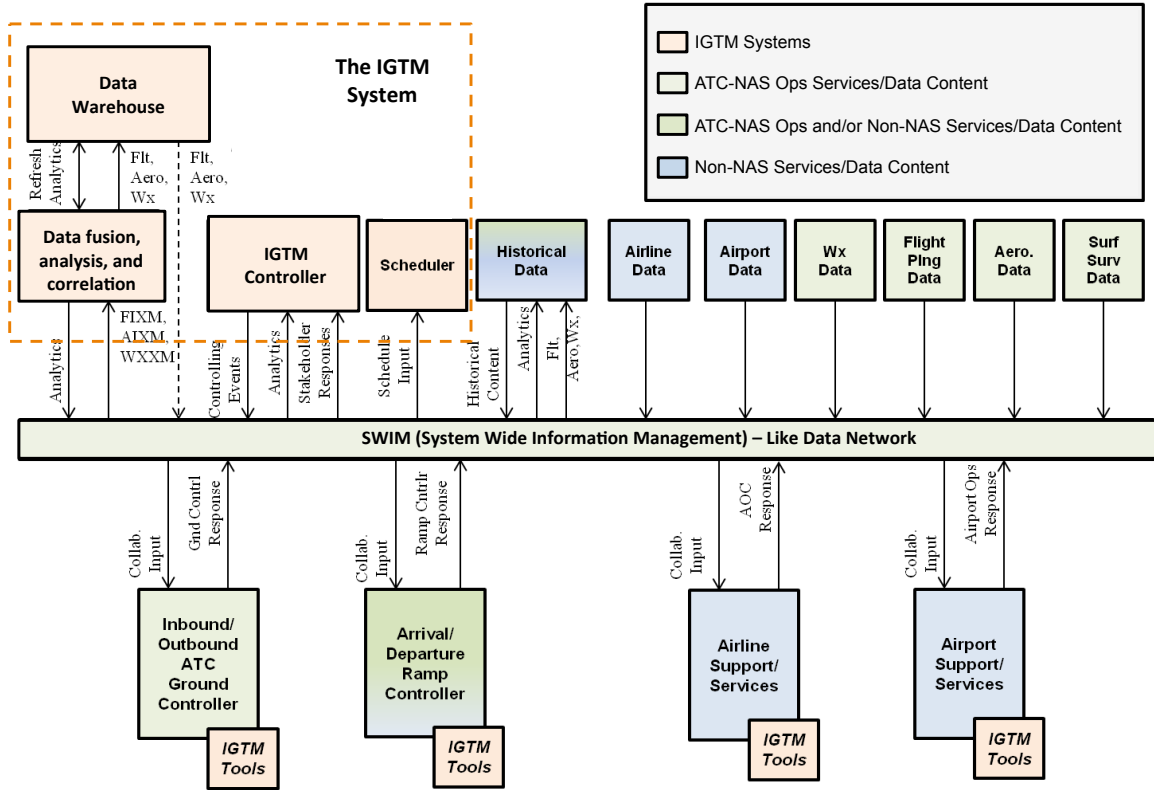 The IGTM
System
IGTM Systems
ATC-NAS Ops Services/Data Content
ATC-NAS Ops and/or Non-NAS Services/Data Content
Non-NAS Services/Data Content
Data
Warehouse
Refresh
Analytics
Flt,
Aero,
Wx
Flt,
Aero,
Wx
Data fusion,
analysis, and
correlation
IGTM
Controller
Scheduler
Historical
Data
Airline
Data
Airport
Data
Wx
Data
Flight
Plng
Data
Aero.
Data
Surf
Surv
Data
Analytics
FIXM,
AIXM,
WXXM
Controlling
Events
Analytics
Stakeholder
Responses
Schedule
Input
Historical
Content
Analytics
Flt,
Aero,Wx,
SWIM (System Wide Information Management) – Like Data Network
Collab.
Input
Gnd Contrl
Response
Collab.
Input
Ramp Cntrlr
Response
Collab.
Input
AOC
Response
Collab.
Input
Airport Ops
Response
Inbound/
Outbound
ATC
Ground
Controller
IGTM
Tools
Arrival/
Departure
Ramp
Controller
IGTM
Tools
Airline
Support/
Services
IGTM
Tools
Airport
Support/
Services
IGTM
Tools